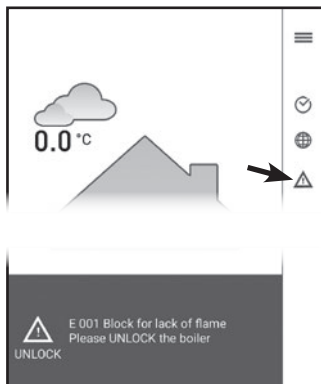 0.0 °C
E 001 Block for lack of flame
Please UNLOCK the boiler
UNLOCK